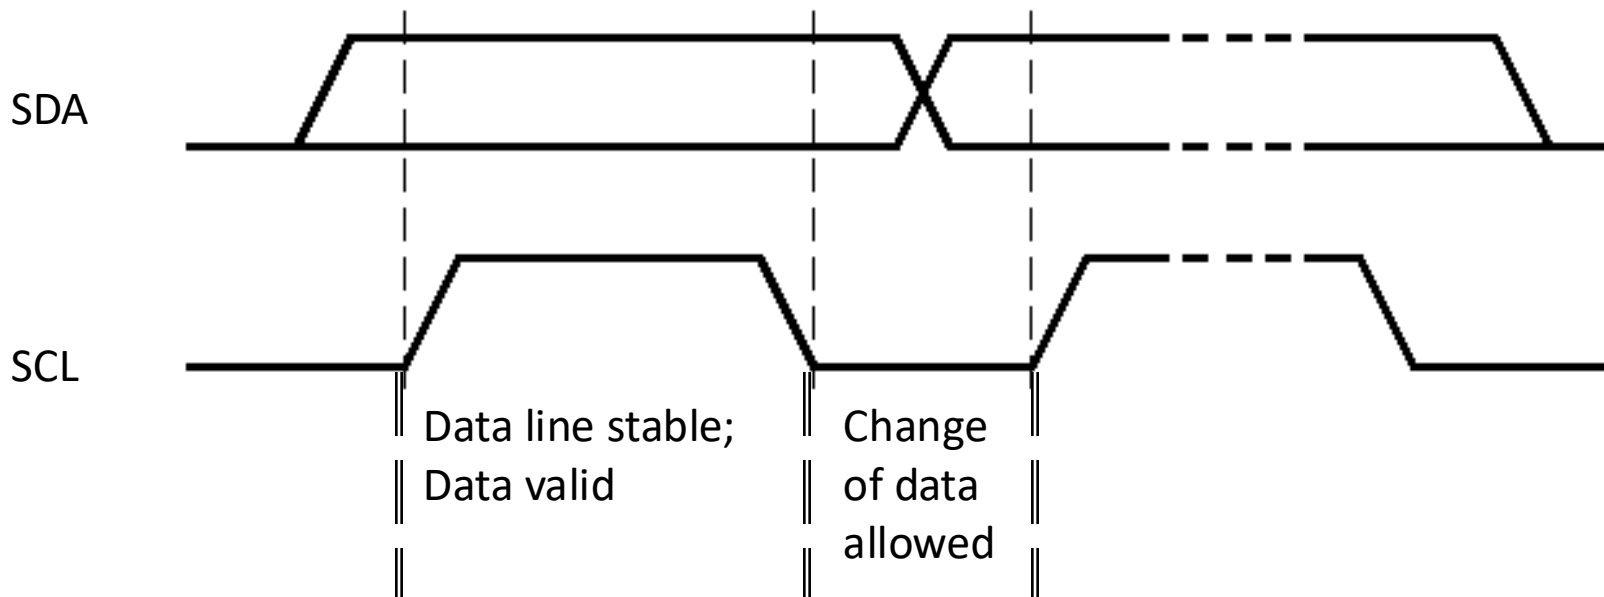 SDA
SCL
Data line stable;
Data valid
Change
of data
allowed